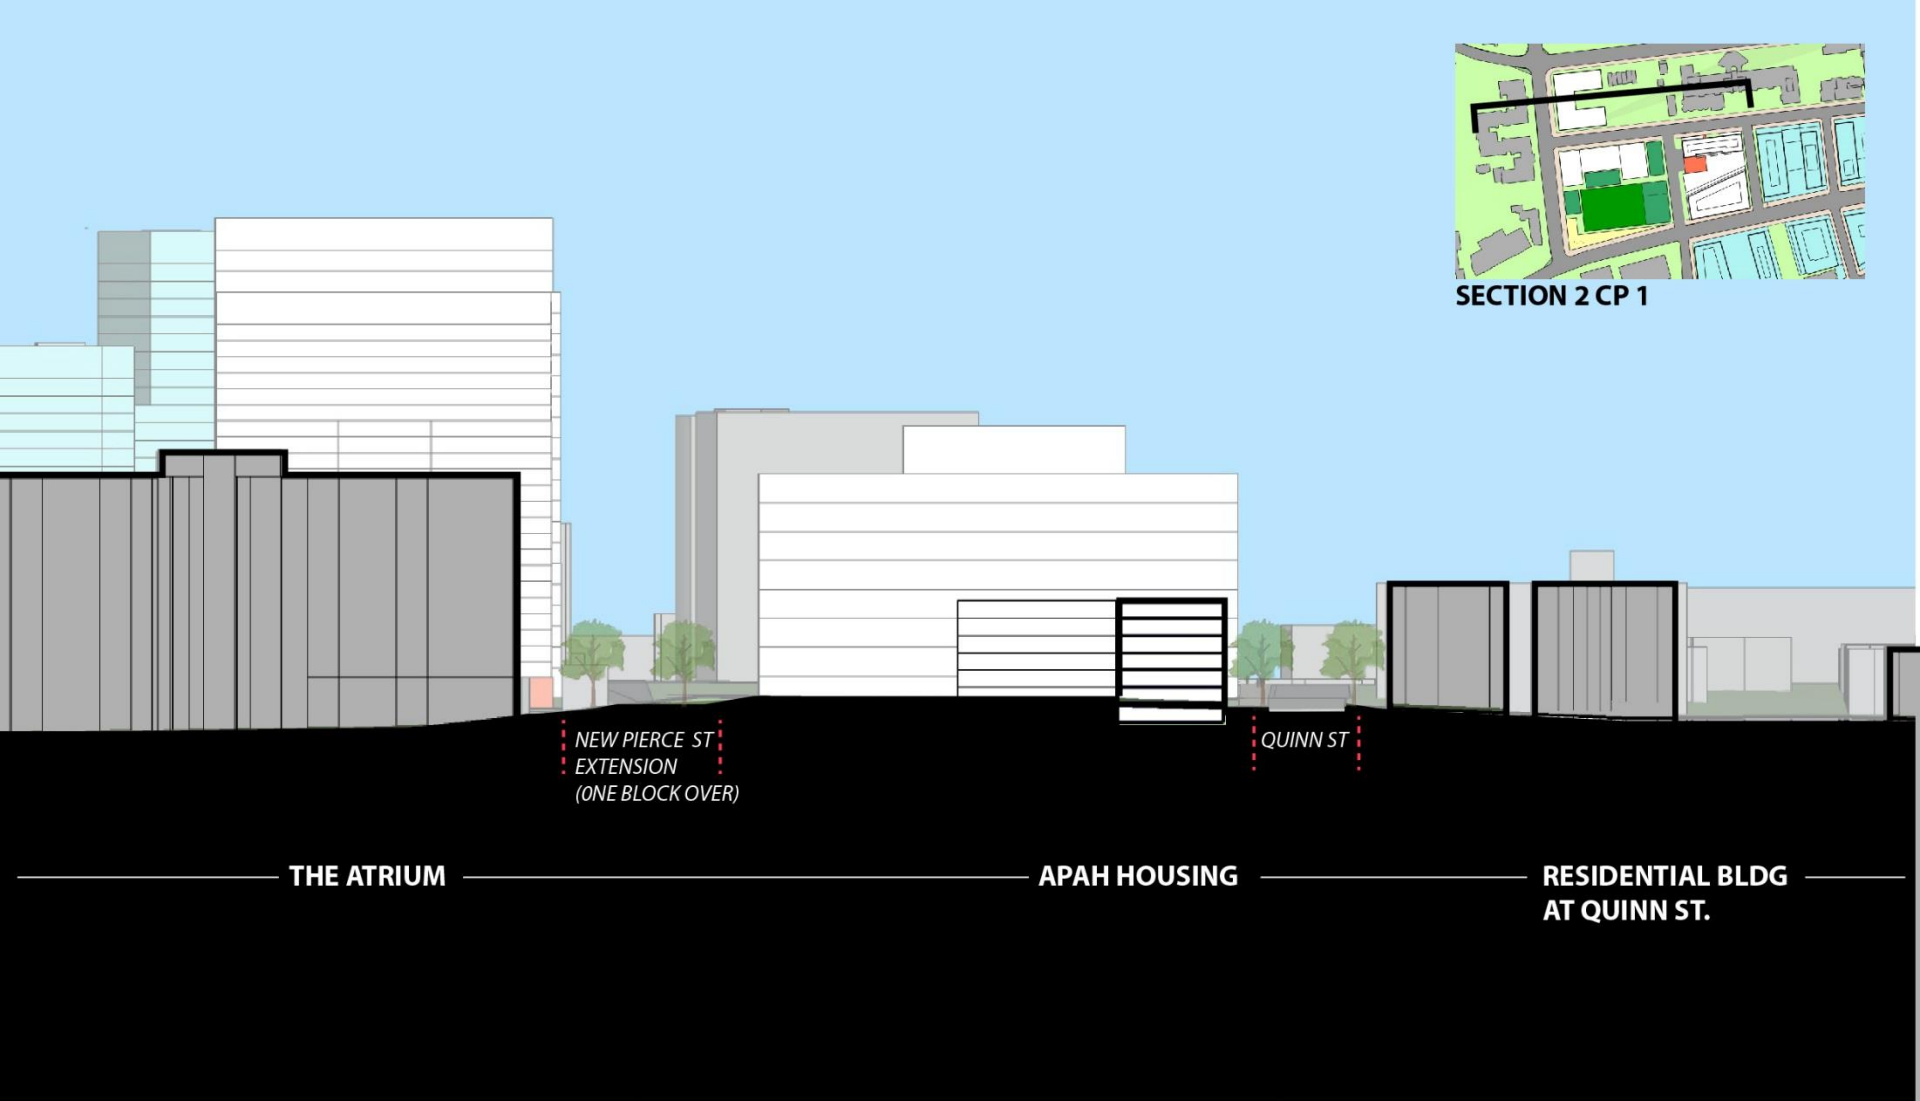 SECTION 2 CP 1
NEW PIERCE ST
EXTENSION
(0NE BLOCK OVER)
QUINN ST
THE ATRIUM
APAH HOUSING
RESIDENTIAL BLDG
AT QUINN ST.